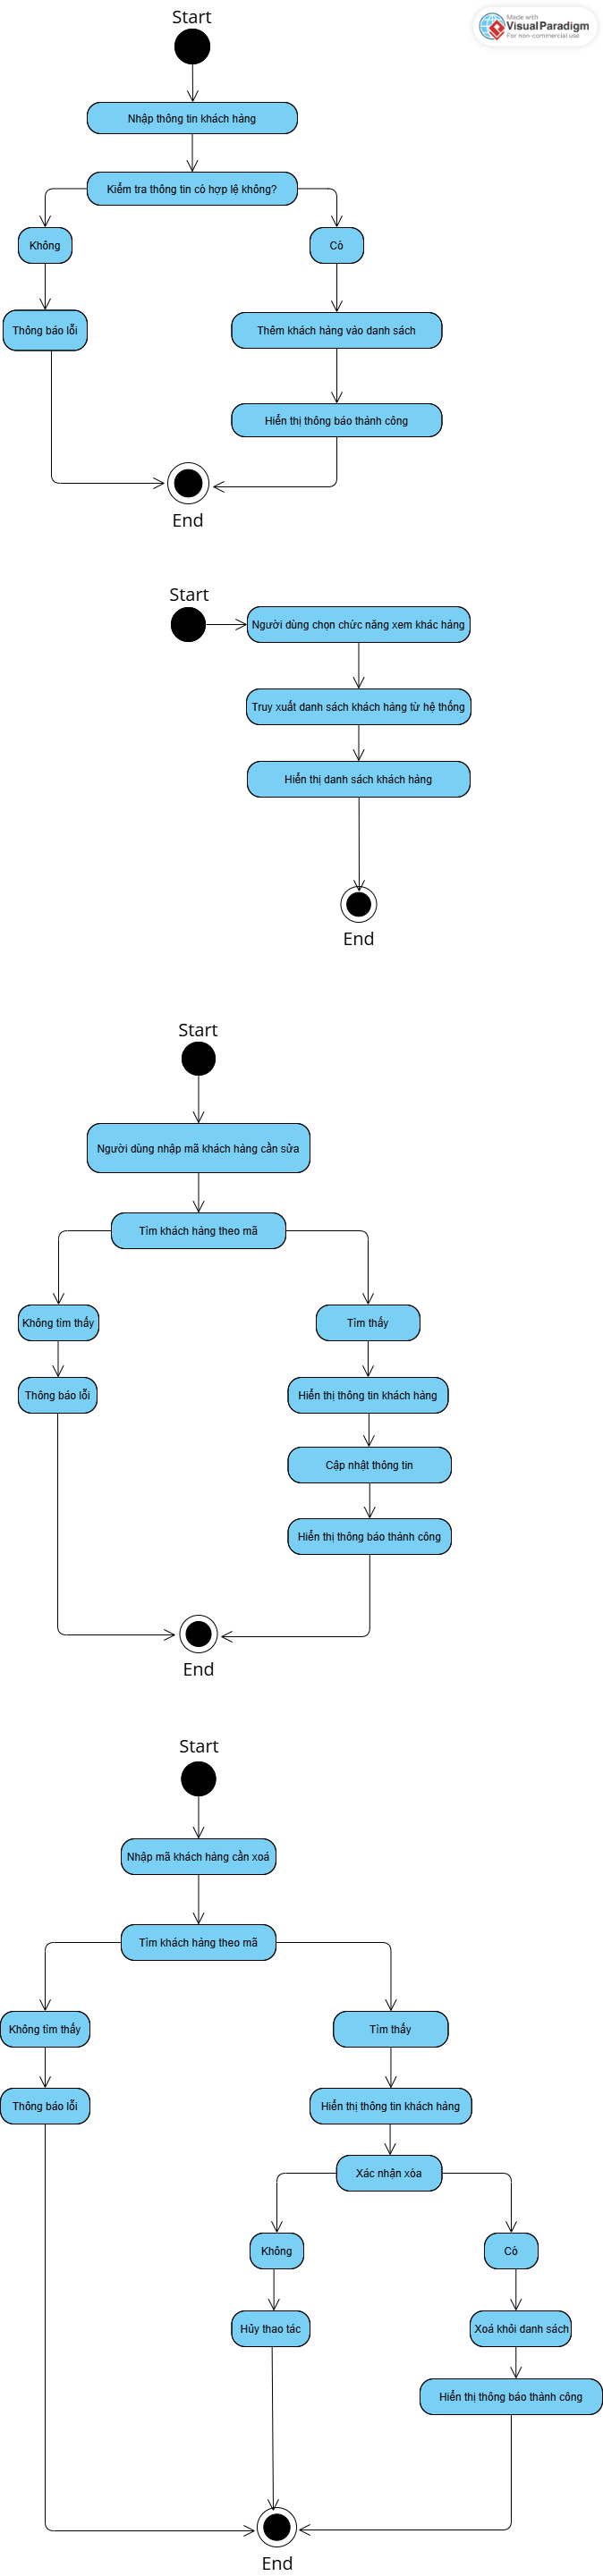 Start
Made with
VisualParadigm
For non-commercial use
Nhập thông tin khách hàng
Kiểm tra thông tin có hợp lệ không?
Không
Có
Thông báo lỗi
Thêm khách hàng vào danh sách
Hiển thị thông báo thành công
End
Start
Người dùng chọn chức năng xem khác hàng
Truy xuất danh sách khách hàng từ hệ thống
Hiển thị danh sách khách hàng
End
Start
Người dùng nhập mã khách hàng cần sửa
Tìm khách hàng theo mã
Không tìm thấy
Tìm thấy
Thông báo lỗi
Hiển thị thông tin khách hàng
Cập nhật thông tin
Hiển thị thông báo thành công
End
Start
Nhập mã khách hàng cần xoá
Tìm khách hàng theo mã
Không tìm thấy
Tìm thấy
Thông báo lỗi
Hiển thị thông tin khách hàng
Xác nhận xóa
Không
Có
Hủy thao tác
Xoá khỏi danh sách
Hiển thị thông báo thành công
End